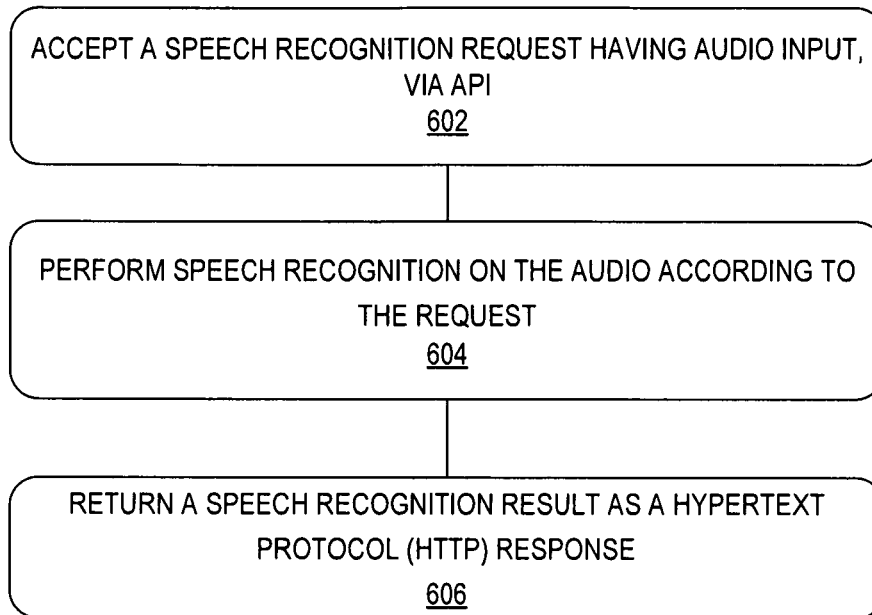 ACCEPT A SPEECH RECOGNITION REQUEST HAVING AUDIO INPUT,
VIA API
602
PERFORM SPEECH RECOGNITION ON THE AUDIO ACCORDING TO
THE REQUEST
604
RETURN A SPEECH RECOGNITION RESULT AS A HYPERTEXT
PROTOCOL (HTTP) RESPONSE
606